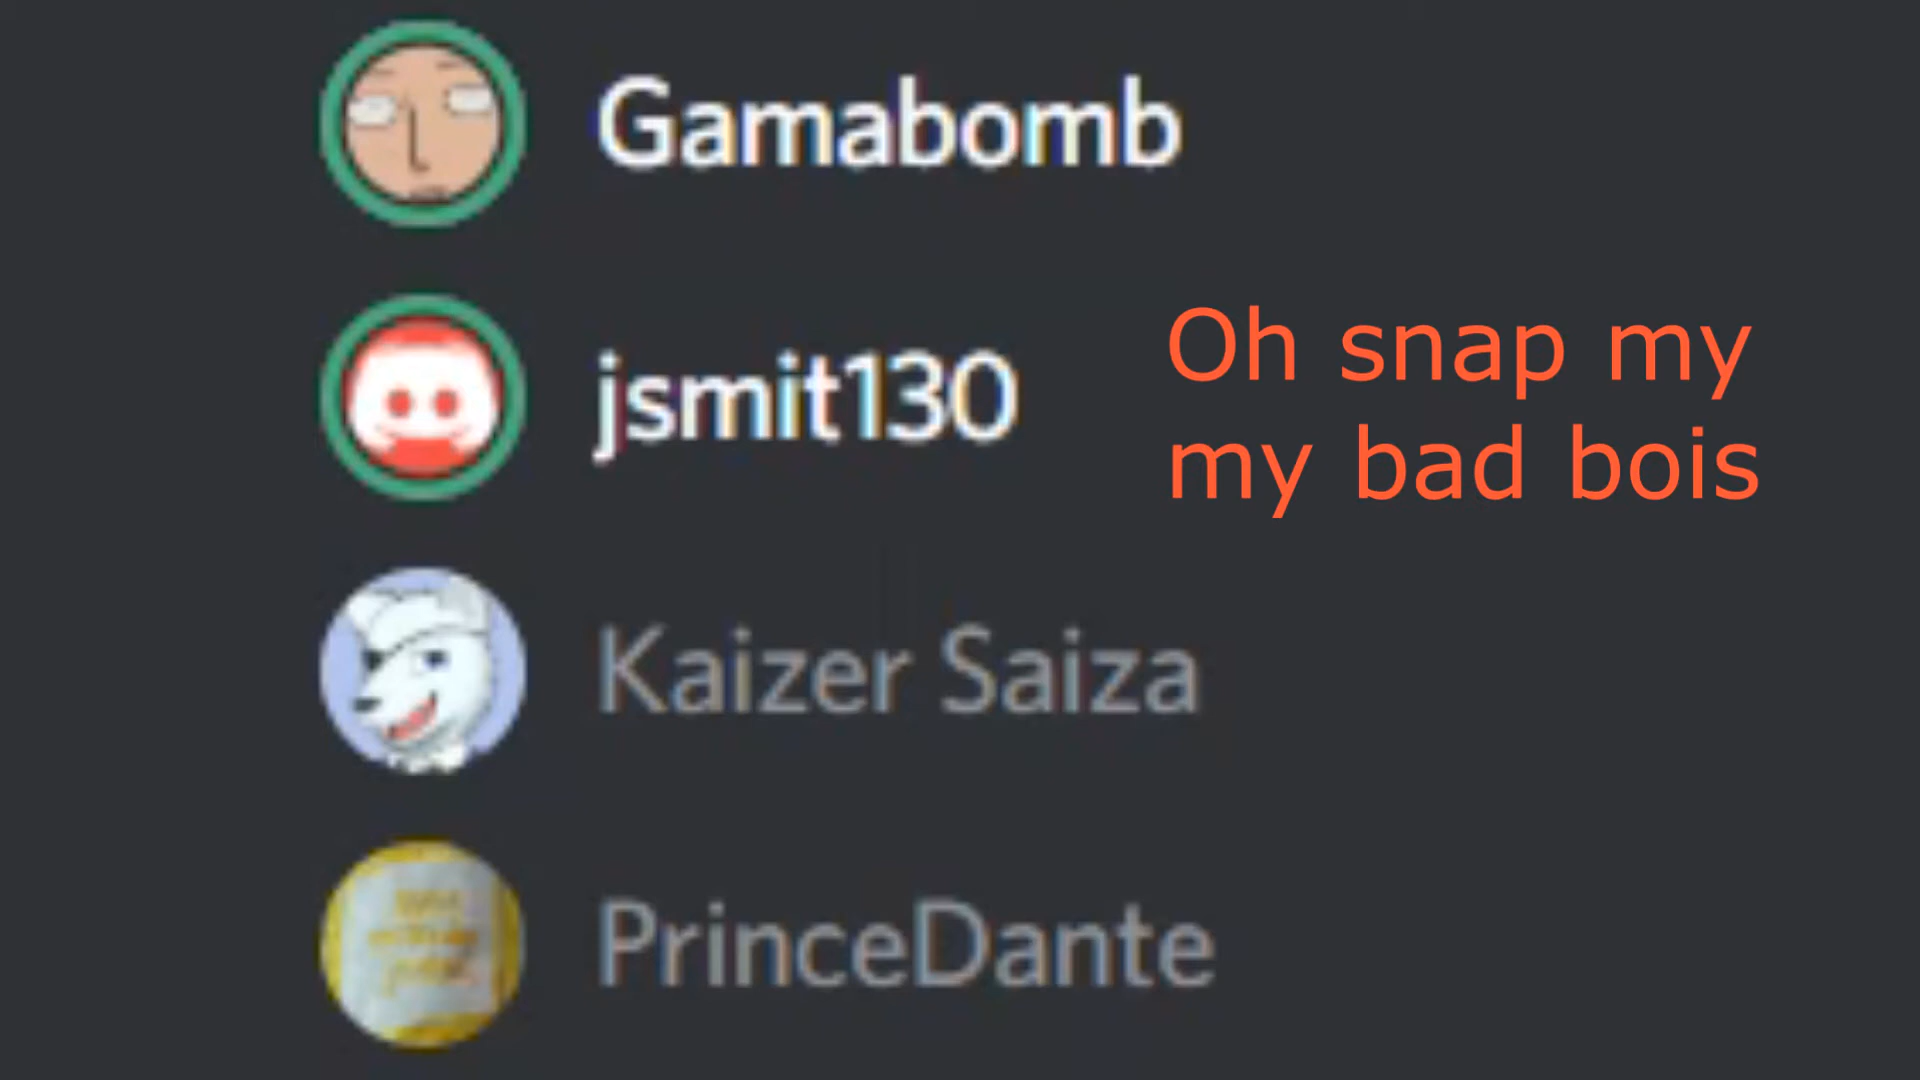 Gamabomb
jsmit130
Oh snap my
my bad bois
Kaizer Saiza
PrinceDante